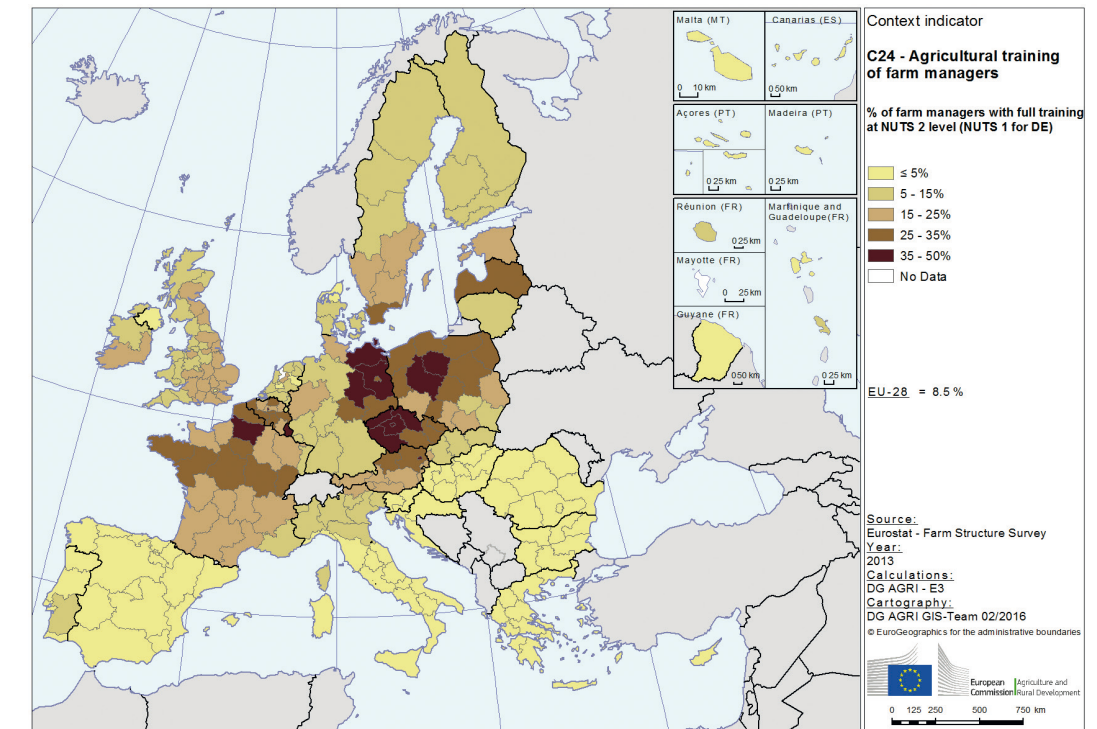 Malta (MT)
0 10 km
Canarias (ES)
0 50 km
Açores (PT)
0 25 km
Madeira (PT)
0 25 km
Réunion (FR)
0 25 km
Martinique and
Guadeloupe(FR)
Mayotte (FR)
0 25 km
Guyane (FR)
0 50 km
0 25 km
Context indicator
C24 - Agricultural training
of farm managers
% of farm managers with full training
at NUTS 2 level (NUTS 1 for DE)
≤ 5%
5 - 15%
15 - 25%
25 - 35%
35 - 50%
No Data
EU-28 = 8.5 %
Source:
Eurostat - Farm Structure Survey
Year:
2013
Calculations:
DG AGRI - E3
Cartography:
DG AGRI GIS-Team 02/2016
© EuroGeographics for the administrative boundaries
European
Commission
Agriculture and
Rural Development
0 125 250 500 750 km